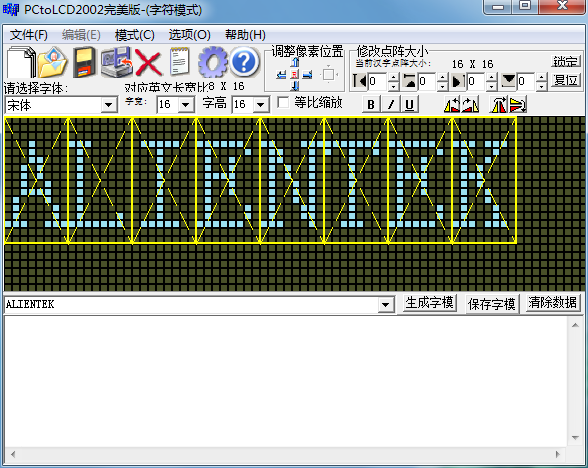 PCtoLCD2002完美版-(字符模式)
文件(F) 编辑(E) 模式(C) 选项(O) 帮助(H)
调整像素位置 修改点阵大小
当前汉字点阵大小: 16 X 16 锁定
0 0 0 0 复位
请选择字体: 对应英文长宽比8 X 16
宋体 字宽: 16 字高 16 等比缩放 B I U
ALIENTEK
ALIENTEK 生成字模 保存字模 清除数据